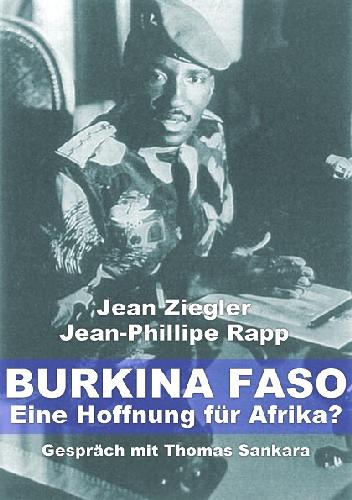 Jean Ziegler
Jean-Phillipe Rapp
BURKINA FASO
Eine Hoffnung für Afrika?
Gespräch mit Thomas Sankara